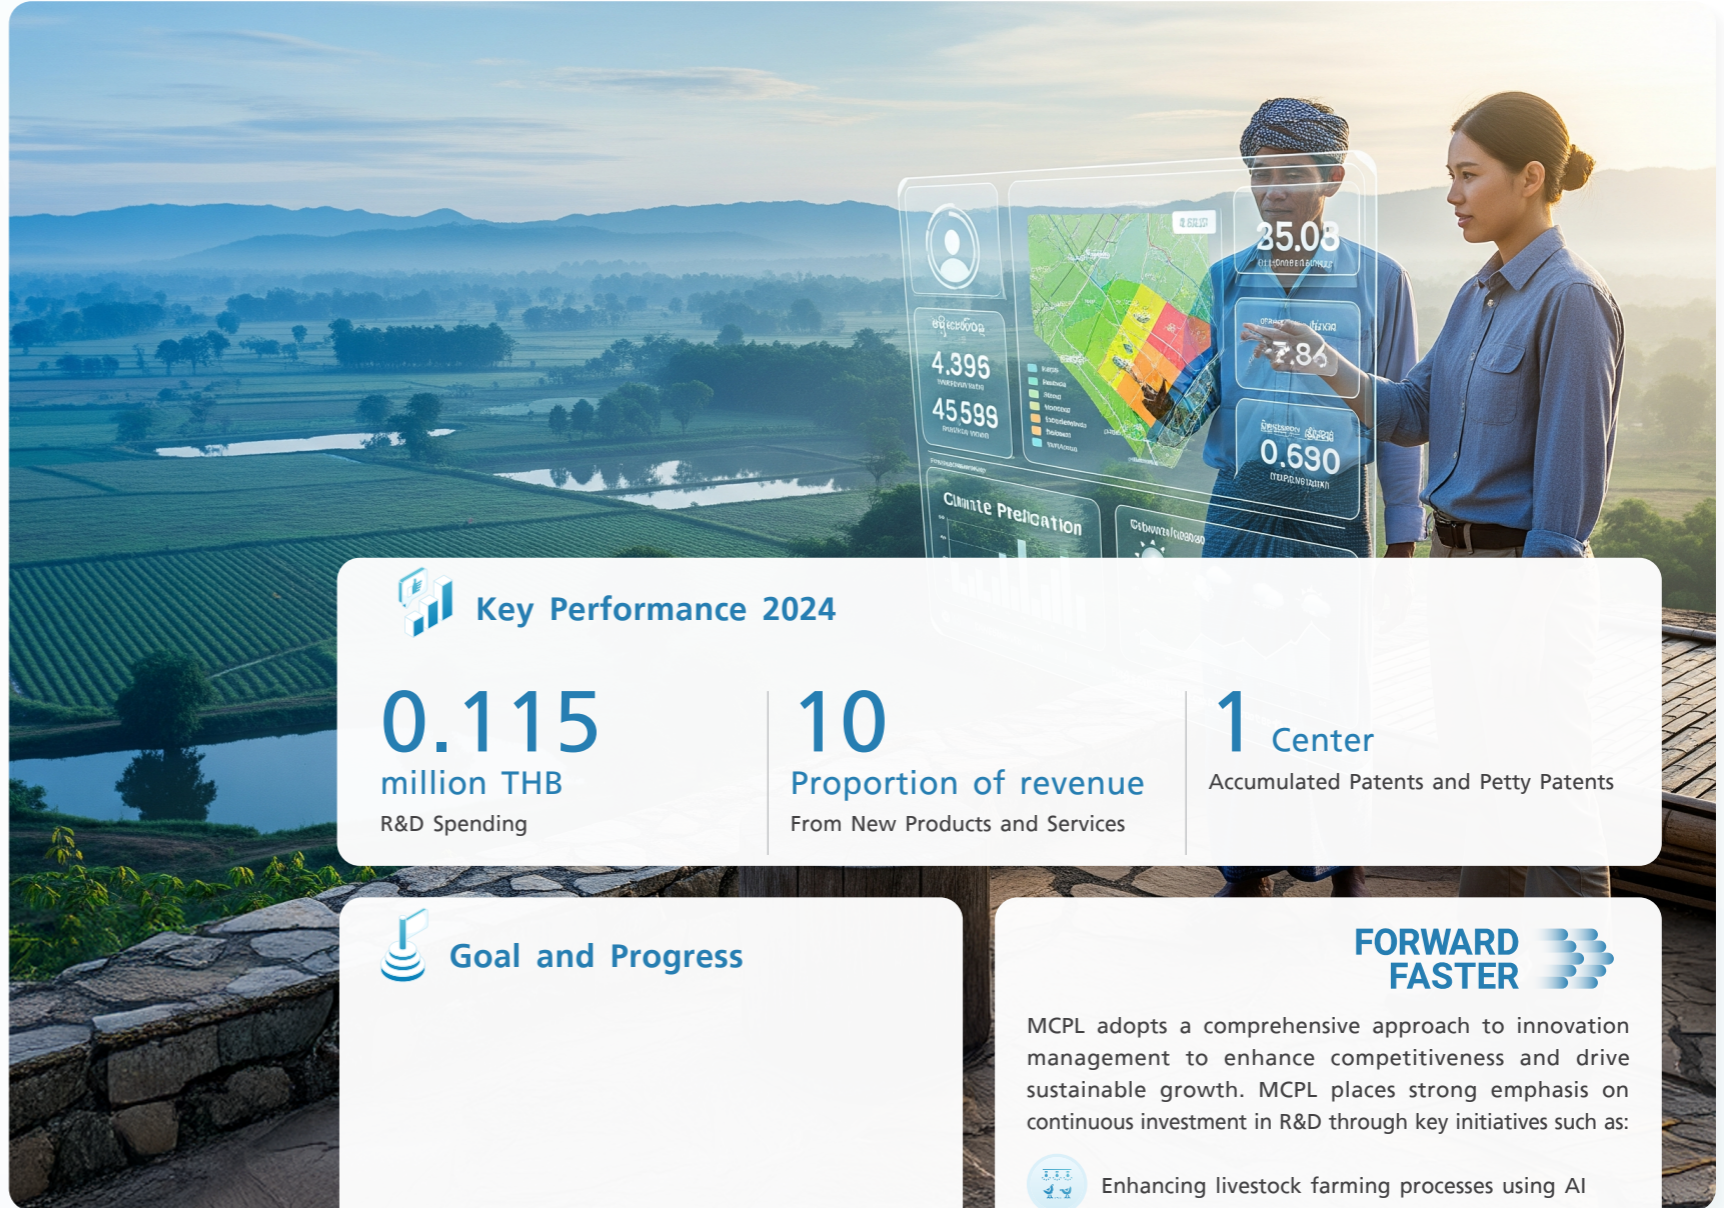 35.08
7.84
4.395
45599
0.630
Key Performance 2024
0.115
million THB
R&D Spending
10
Proportion of revenue
From New Products and Services
1 Center
Accumulated Patents and Petty Patents
Goal and Progress
FORWARD
FASTER
MCPL adopts a comprehensive approach to innovation
management to enhance competitiveness and drive
sustainable growth. MCPL places strong emphasis on
continuous investment in R&D through key initiatives such as:
Enhancing livestock farming processes using AI